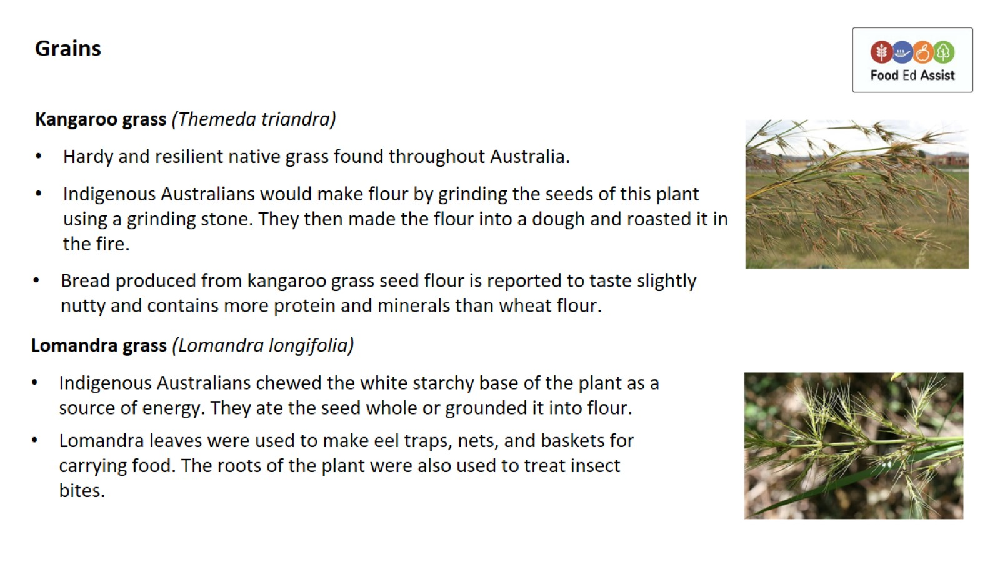 Grains
Food Ed Assist
Kangaroo grass (Themeda triandra)
• Hardy and resilient native grass found throughout Australia.
• Indigenous Australians would make flour by grinding the seeds of this plant
using a grinding stone. They then made the flour into a dough and roasted it in
the fire.
• Bread produced from kangaroo grass seed flour is reported to taste slightly
nutty and contains more protein and minerals than wheat flour.
Lomandra grass (Lomandra longifolia)
• Indigenous Australians chewed the white starchy base of the plant as a
source of energy. They ate the seed whole or grounded it into flour.
• Lomandra leaves were used to make eel traps, nets, and baskets for
carrying food. The roots of the plant were also used to treat insect
bites.